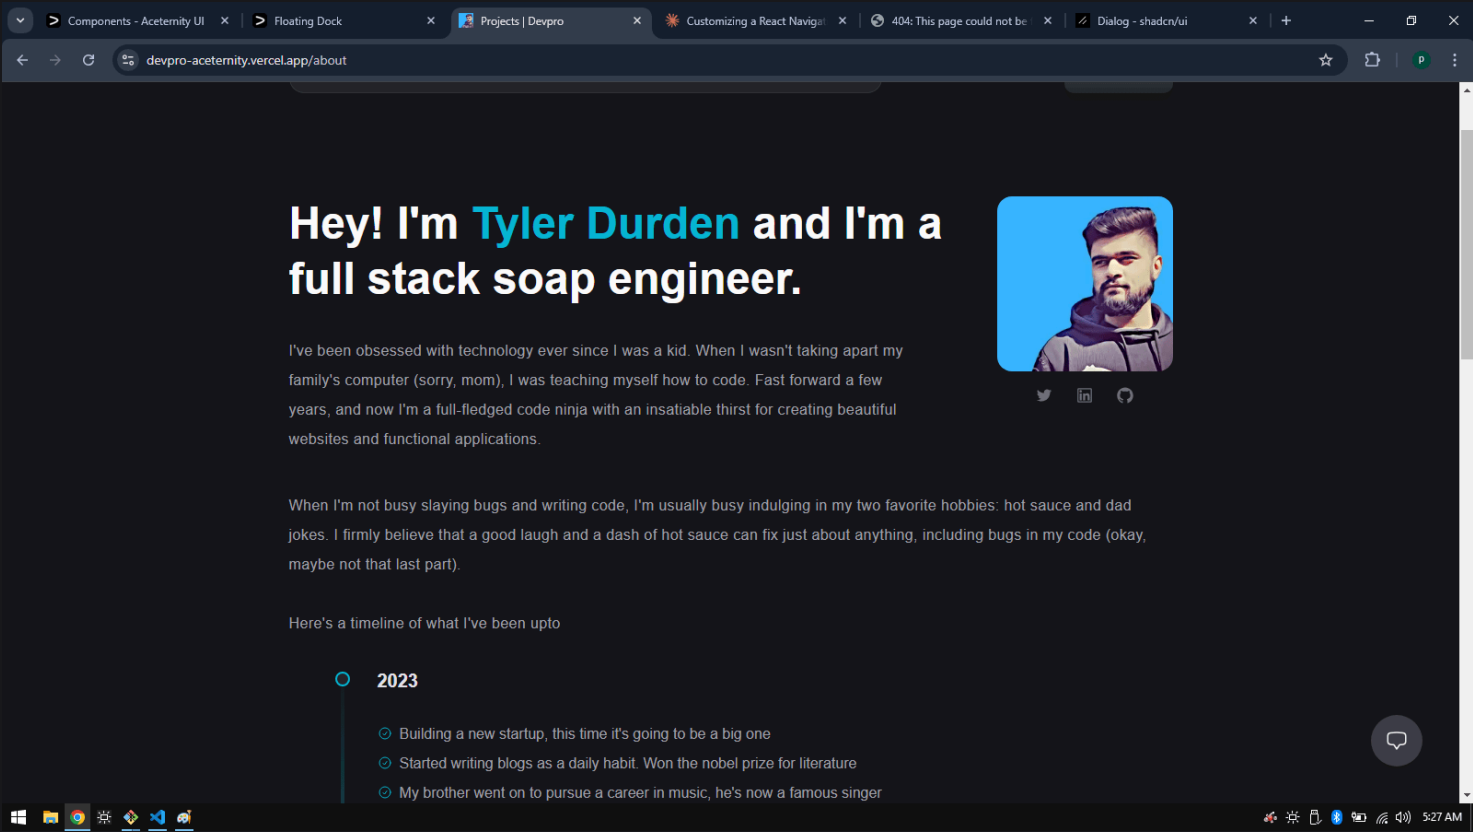 Components - Aceternity UI
Floating Dock
Projects | Devpro
Customizing a React Navigat
404: This page could not be
Dialog - shadcn/ui
devpro-aceternity.vercel.app/about
p
Hey! I'm Tyler Durden and I'm a
full stack soap engineer.
I've been obsessed with technology ever since I was a kid. When I wasn't taking apart my
family's computer (sorry, mom), I was teaching myself how to code. Fast forward a few
years, and now I'm a full-fledged code ninja with an insatiable thirst for creating beautiful
websites and functional applications.
When I'm not busy slaying bugs and writing code, I'm usually busy indulging in my two favorite hobbies: hot sauce and dad
jokes. I firmly believe that a good laugh and a dash of hot sauce can fix just about anything, including bugs in my code (okay,
maybe not that last part).
Here's a timeline of what I've been upto
2023
Building a new startup, this time it's going to be a big one
Started writing blogs as a daily habit. Won the nobel prize for literature
My brother went on to pursue a career in music, he's now a famous singer
5:27 AM